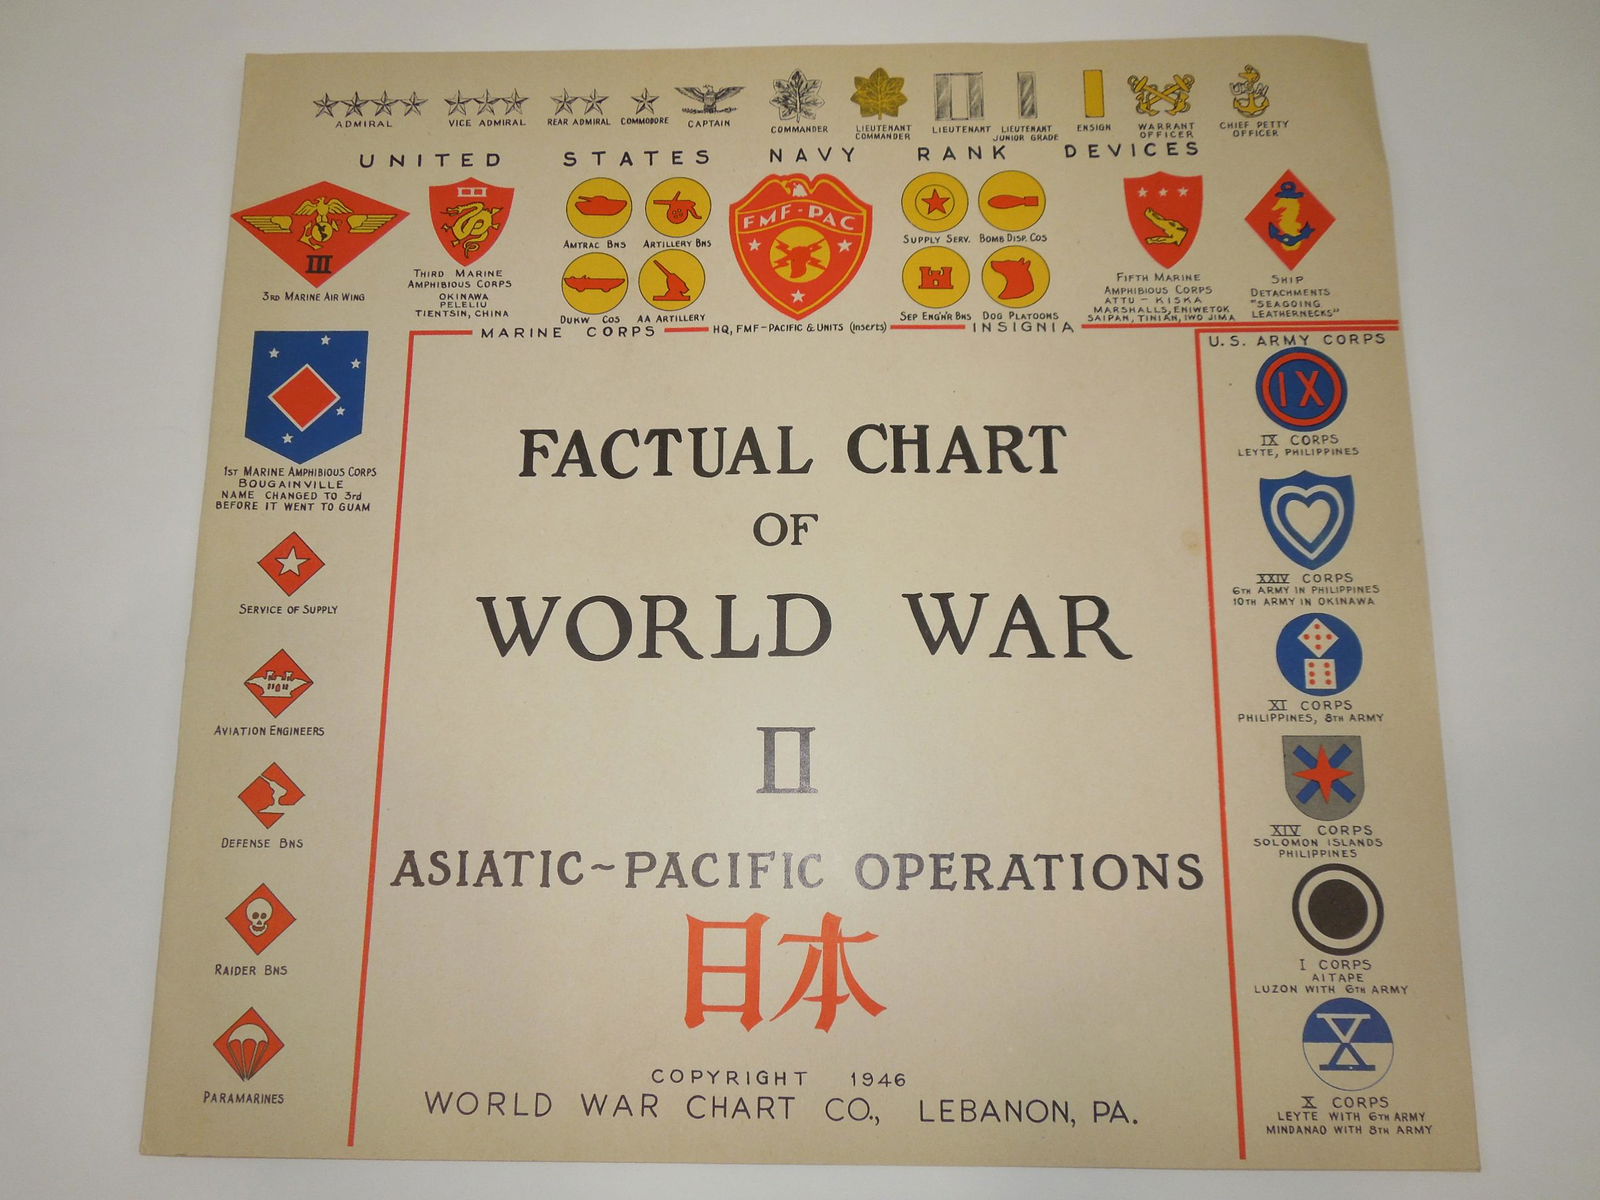 ADMIRAL VICE ADMIRAL REAR ADMIRAL COMMODORE CAPTAIN COMMANDER LIEUTENANT COMMANDER LIEUTENANT LIEUTENANT JUNIOR GRADE ENSIGN WARRANT OFFICER CHIEF PETTY OFFICER
UNITED STATES NAVY RANK DEVICES
III
3RD MARINE AIR WING
THIRD MARINE
AMPHIBIOUS CORPS
OKINAWA
PELELIU
TIENTSIN, CHINA
AMTRAC BNS
ARTILLERY BNS
DUKW COS
AA ARTILLERY
FMF-PAC
SUPPLY SERV.
BOMB DISP. COS
SEP ENG'N'R BNS
DOG PLATOONS
FIFTH MARINE
AMPHIBIOUS CORPS
ATTU - KISKA
MARSHALLS, ENIWETOK
SAIPAN, TINIAN, IWO JIMA
SHIP
DETACHMENTS
"SEAGOING
LEATHERNECKS"
MARINE CORPS HQ, FMF-PACIFIC & UNITS (Inserts) INSIGNIA
1ST MARINE AMPHIBIOUS CORPS
BOUGAINVILLE
NAME CHANGED TO 3rd
BEFORE IT WENT TO GUAM
SERVICE OF SUPPLY
AVIATION ENGINEERS
DEFENSE BNS
RAIDER BNS
PARAMARINES
FACTUAL CHART
OF
WORLD WAR
II
ASIATIC~PACIFIC OPERATIONS
日本
COPYRIGHT 1946
WORLD WAR CHART CO., LEBANON, PA.
U.S. ARMY CORPS
IX
IX CORPS
LEYTE, PHILIPPINES
XXIV CORPS
6TH ARMY IN PHILIPPINES
10TH ARMY IN OKINAWA
XI CORPS
PHILIPPINES, 8TH ARMY
XIV CORPS
SOLOMON ISLANDS
PHILIPPINES
I CORPS
AITAPE
LUZON WITH 6TH ARMY
X
X CORPS
LEYTE WITH 6TH ARMY
MINDANAO WITH 8TH ARMY